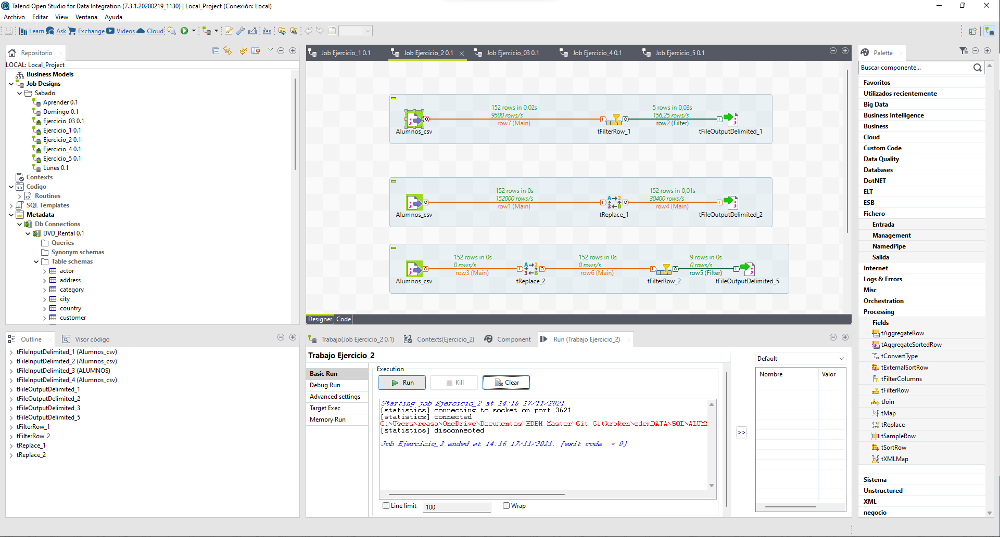 Talend Open Studio for Data Integration (7.3.1.20200219_1130) | Local_Project (Conexión: Local)
Archivo Editar View Ventana Ayuda
Learn Ask Exchange Videos Cloud
Repositorio
LOCAL: Local_Project
Business Models
Job Designs
Sabado
Aprender 0.1
Domingo 0.1
Ejercicio_03 0.1
Ejercicio_1 0.1
Ejercicio_2 0.1
Ejercicio_4 0.1
Ejercicio_5 0.1
Lunes 0.1
Contexts
Codigo
Routines
SQL Templates
Metadata
Db Connections
DVD_Rental 0.1
Queries
Synonym schemas
Table schemas
actor
address
category
city
country
customer
Outline Visor código
tFileInputDelimited_1 (Alumnos_csv)
tFileInputDelimited_2 (Alumnos_csv)
tFileInputDelimited_3 (ALUMNOS)
tFileInputDelimited_4 (Alumnos_csv)
tFileOutputDelimited_1
tFileOutputDelimited_2
tFileOutputDelimited_3
tFileOutputDelimited_5
tFilterRow_1
tFilterRow_2
tReplace_1
tReplace_2
Job Ejercicio_1 0.1 Job Ejercicio_2 0.1 Job Ejercicio_03 0.1 Job Ejercicio_4 0.1 Job Ejercicio_5 0.1
152 rows in 0,02s 5 rows in 0,03s
9500 rows/s 156,25 rows/s
row7 (Main) row2 (Filter)
Alumnos_csv tFilterRow_1 tFileOutputDelimited_1
152 rows in 0s 152 rows in 0,01s
152000 rows/s 30400 rows/s
row1 (Main) row4 (Main)
Alumnos_csv tReplace_1 tFileOutputDelimited_2
152 rows in 0s 152 rows in 0s 9 rows in 0s
0 rows/s 0 rows/s 0 rows/s
row3 (Main) row6 (Main) row5 (Filter)
Alumnos_csv tReplace_2 tFilterRow_2 tFileOutputDelimited_5
Designer Code
Trabajo(Job Ejercicio_2 0.1) Contexts(Ejercicio_2) Component Run (Trabajo Ejercicio_2)
Trabajo Ejercicio_2
Basic Run
Debug Run
Advanced settings
Target Exec
Memory Run
Execution
Run Kill Clear
Starting job Ejercicio_2 at 14:16 17/11/2021.
[statistics] connecting to socket on port 3621
[statistics] connected
C:\Users\rcasa\OneDrive\Documentos\EDEM Master\Git Gitkraken\edemDATA\SQL\ALUM
[statistics] disconnected
Job Ejercicio_2 ended at 14:16 17/11/2021. [exit code  = 0]
Line limit 100 Wrap
>>
Default
Nombre Valor
Palette
Buscar componente...
Favoritos
Utilizados recientemente
Big Data
Business Intelligence
Business
Cloud
Custom Code
Data Quality
Databases
DotNET
ELT
ESB
Fichero
Entrada
Management
NamedPipe
Salida
Internet
Logs & Errors
Misc
Orchestration
Processing
Fields
tAggregateRow
tAggregateSortedRow
tConvertType
tExternalSortRow
tFilterColumns
tFilterRow
tJoin
tMap
tReplace
tSampleRow
tSortRow
tXMLMap
Sistema
Unstructured
XML
negocio